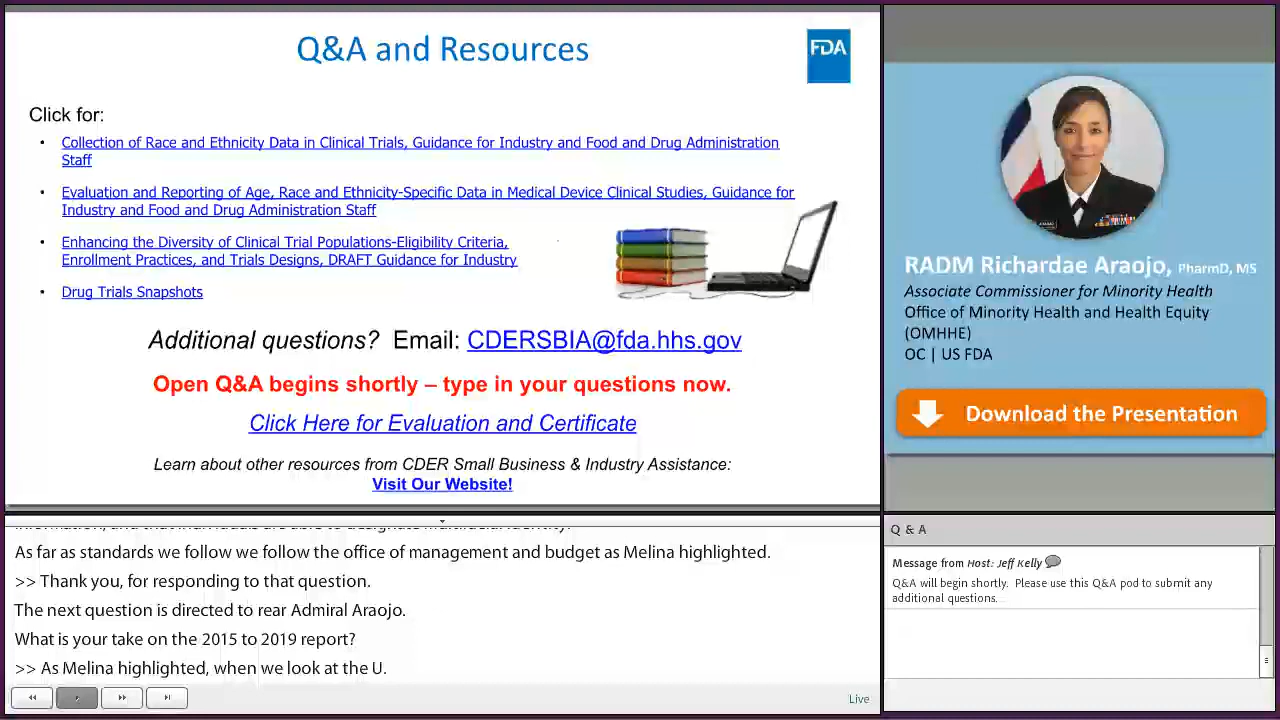 Q&A and Resources
FDA
Click for:
• Collection of Race and Ethnicity Data in Clinical Trials, Guidance for Industry and Food and Drug Administration
Staff
• Evaluation and Reporting of Age, Race and Ethnicity-Specific Data in Medical Device Clinical Studies, Guidance for
Industry and Food and Drug Administration Staff
• Enhancing the Diversity of Clinical Trial Populations-Eligibility Criteria,
Enrollment Practices, and Trials Designs, DRAFT Guidance for Industry
• Drug Trials Snapshots
Additional questions? Email: CDERSBIA@fda.hhs.gov
Open Q&A begins shortly – type in your questions now.
Click Here for Evaluation and Certificate
Learn about other resources from CDER Small Business & Industry Assistance:
Visit Our Website!
RADM Richardae Araojo, PharmD, MS
Associate Commissioner for Minority Health
Office of Minority Health and Health Equity
(OMHHE)
OC | US FDA
Download the Presentation
As far as standards we follow we follow the office of management and budget as Melina highlighted.
>> Thank you, for responding to that question.
The next question is directed to rear Admiral Araojo.
What is your take on the 2015 to 2019 report?
>> As Melina highlighted, when we look at the U.
Live
Q & A
Message from Host: Jeff Kelly
Q&A will begin shortly. Please use this Q&A pod to submit any
additional questions...